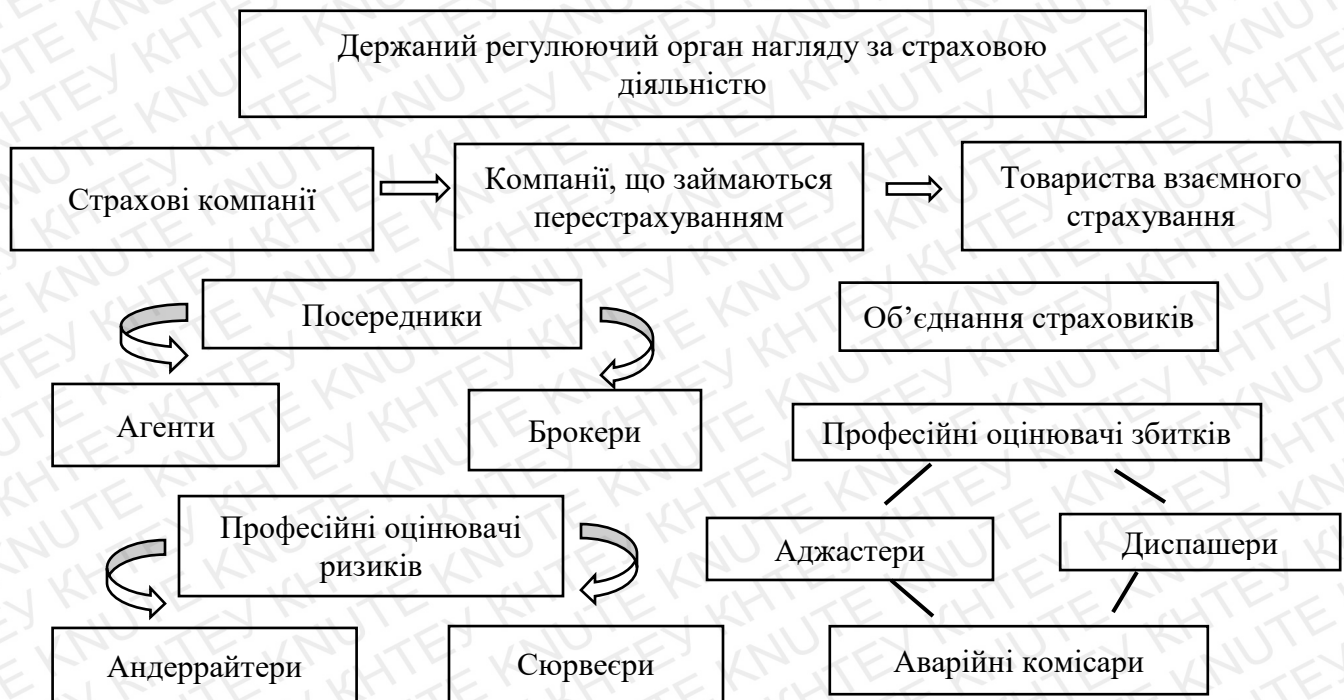 Держаний регулюючий орган нагляду за страховою
діяльністю
Страхові компанії
Компанії, що займаються
перестрахуванням
Товариства взаємного
страхування
Посередники
Об’єднання страховиків
Агенти
Брокери
Професійні оцінювачі збитків
Професійні оцінювачі
ризиків
Аджастери
Диспашери
Андеррайтери
Сюрвеєри
Аварійні комісари